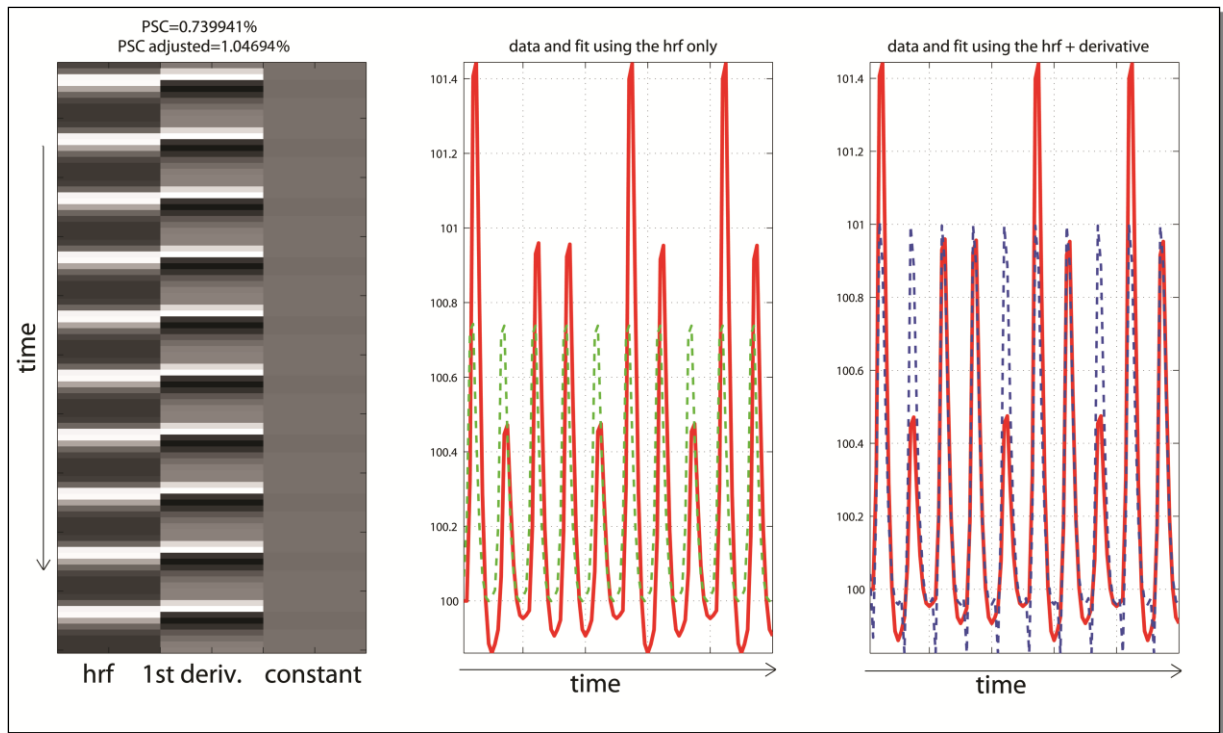 PSC=0.739941%
PSC adjusted=1.04694%
time
hrf 1st deriv. constant
data and fit using the hrf only
101.4
101.2
101
100.8
100.6
100.4
100.2
100
time
data and fit using the hrf + derivative
101.4
101.2
101
100.8
100.6
100.4
100.2
100
time